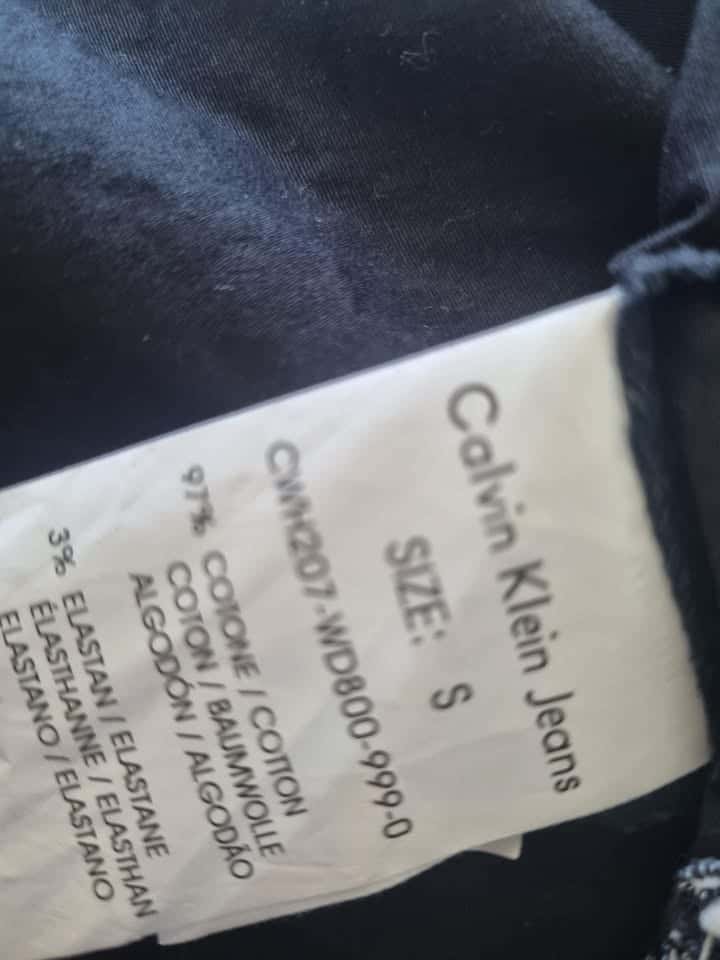 Calvin Klein Jeans
SIZE: S
CWH207-WD800-999-0
97% COTONE / COTTON
COTON / BAUMWOLLE
ALGODÓN / ALGODÃO
3% ELASTAN / ELASTANE
ÉLASTHANNE / ELASTHAN
ELASTANO / ELASTANO